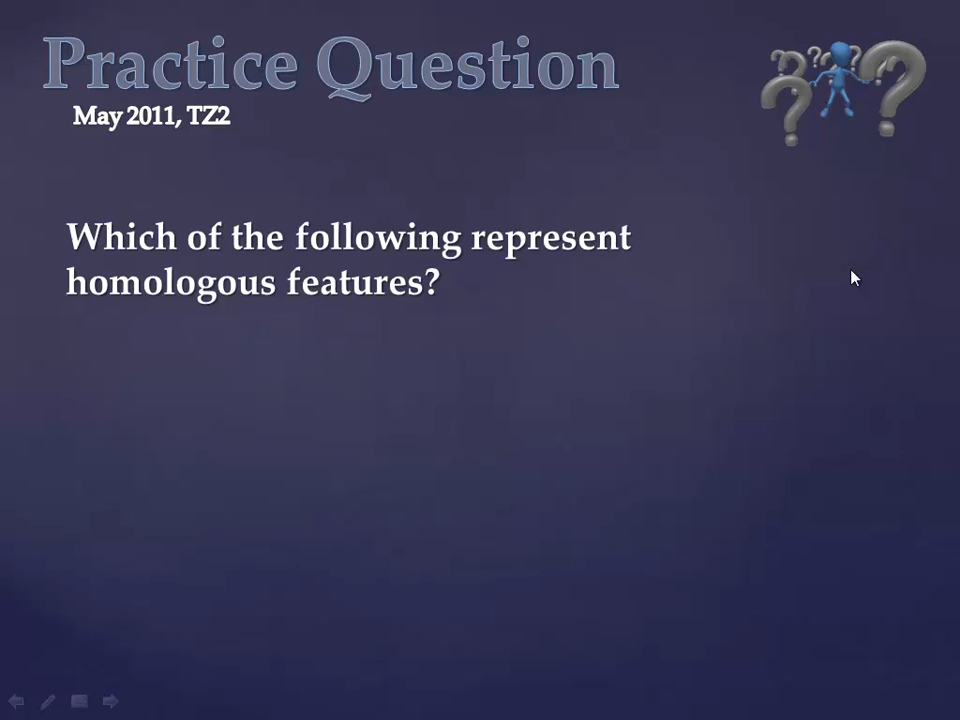 Practice Question
May 2011, TZ2
Which of the following represent
homologous features?